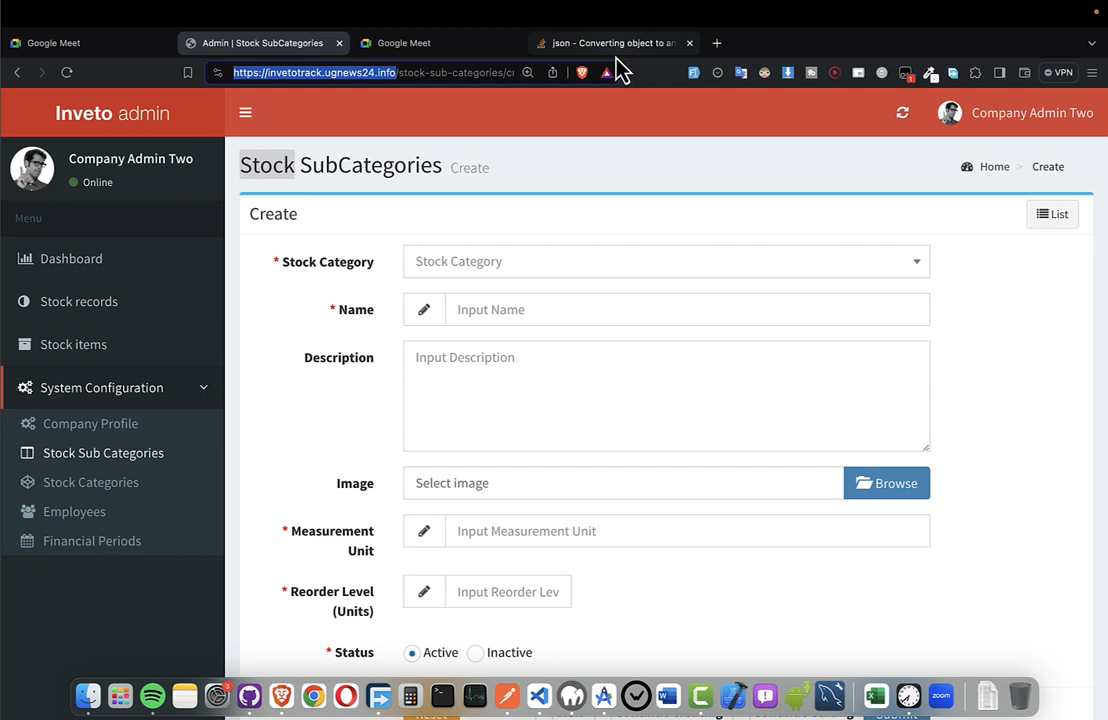 Google Meet
Admin | Stock SubCategories
Google Meet
json - Converting object to an
https://invetotrack.ugnews24.info/stock-sub-categories/cr
VPN
Inveto admin
Company Admin Two
Company Admin Two
Online
Stock SubCategories Create
Home > Create
Menu
Create
List
Dashboard
Stock records
Stock items
System Configuration
Company Profile
Stock Sub Categories
Stock Categories
Employees
Financial Periods
* Stock Category
Stock Category
* Name
Input Name
Description
Input Description
Image
Select image
Browse
* Measurement
Unit
Input Measurement Unit
* Reorder Level
(Units)
Input Reorder Lev
* Status
Active
Inactive
3
zoom